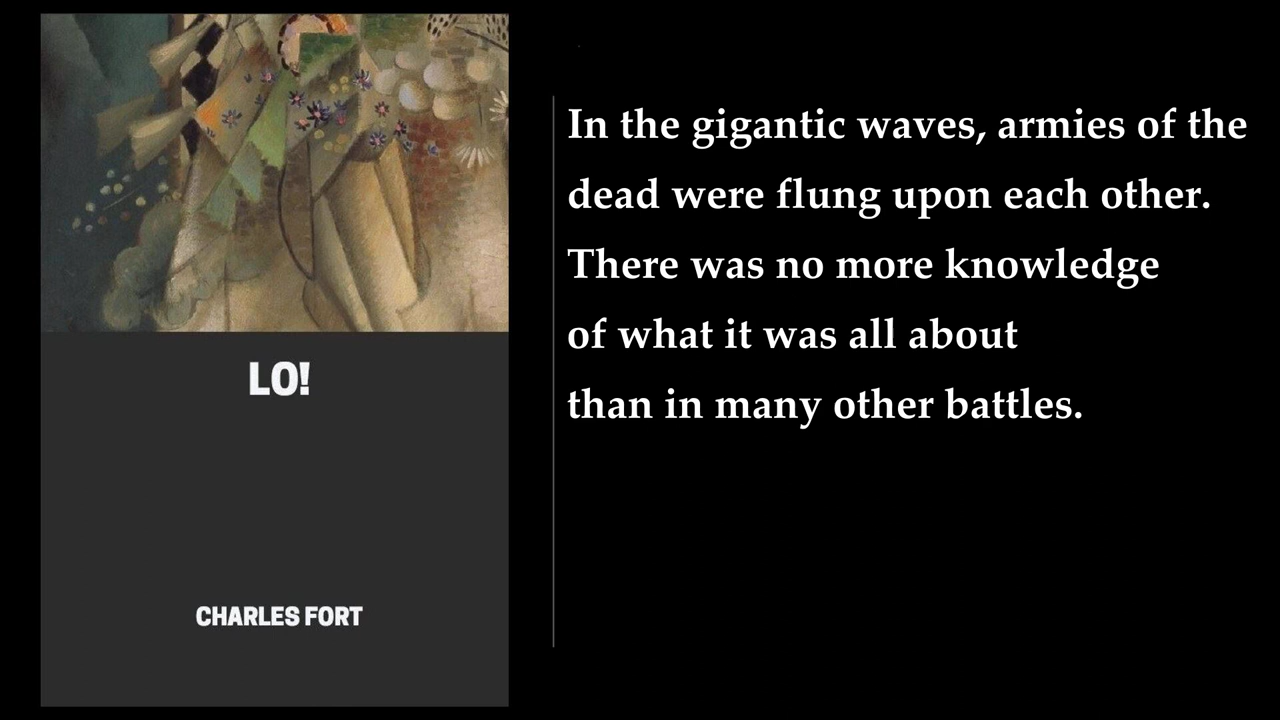 LO!
CHARLES FORT
In the gigantic waves, armies of the
dead were flung upon each other.
There was no more knowledge
of what it was all about
than in many other battles.